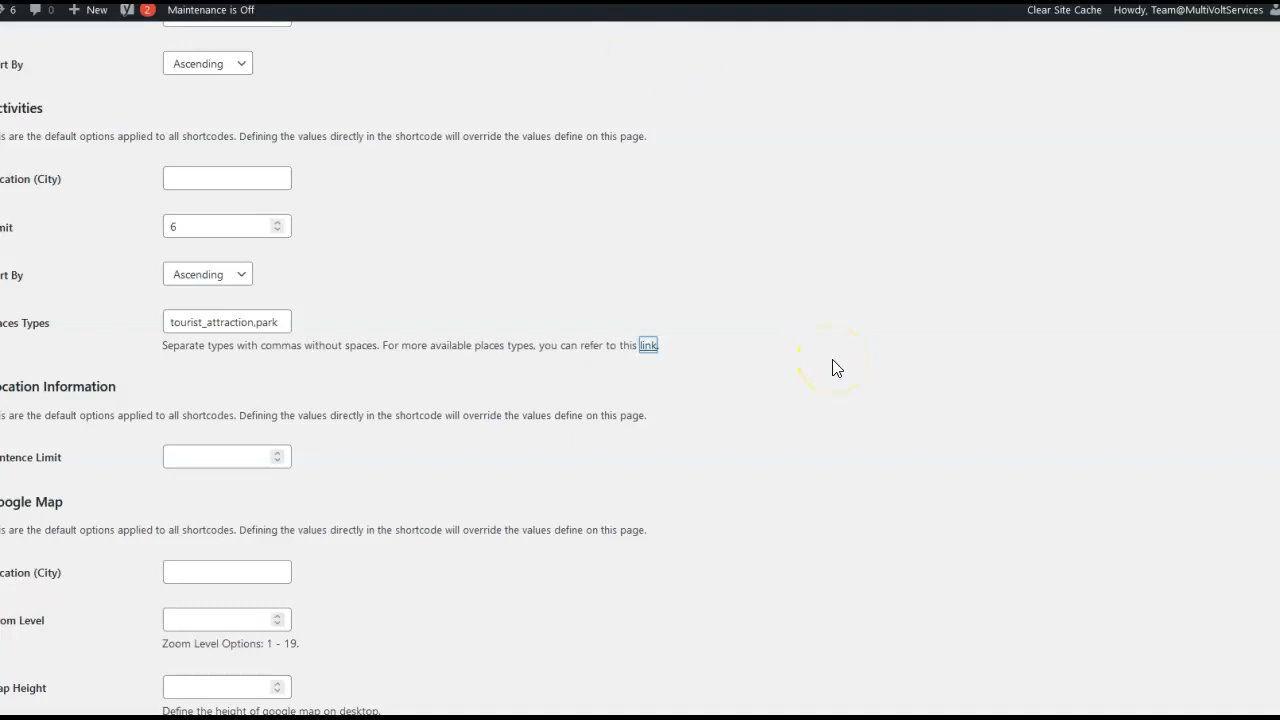 6 0 New 2 Maintenance is Off Clear Site Cache Howdy, Team@MultiVoltServices
rt By Ascending
ctivities
is are the default options applied to all shortcodes. Defining the values directly in the shortcode will override the values define on this page.
cation (City)
mit 6
rt By Ascending
aces Types tourist_attraction,park
Separate types with commas without spaces. For more available places types, you can refer to this link.
ocation Information
is are the default options applied to all shortcodes. Defining the values directly in the shortcode will override the values define on this page.
ntence Limit
oogle Map
is are the default options applied to all shortcodes. Defining the values directly in the shortcode will override the values define on this page.
cation (City)
om Level
Zoom Level Options: 1 - 19.
ap Height
Define the height of google map on desktop.